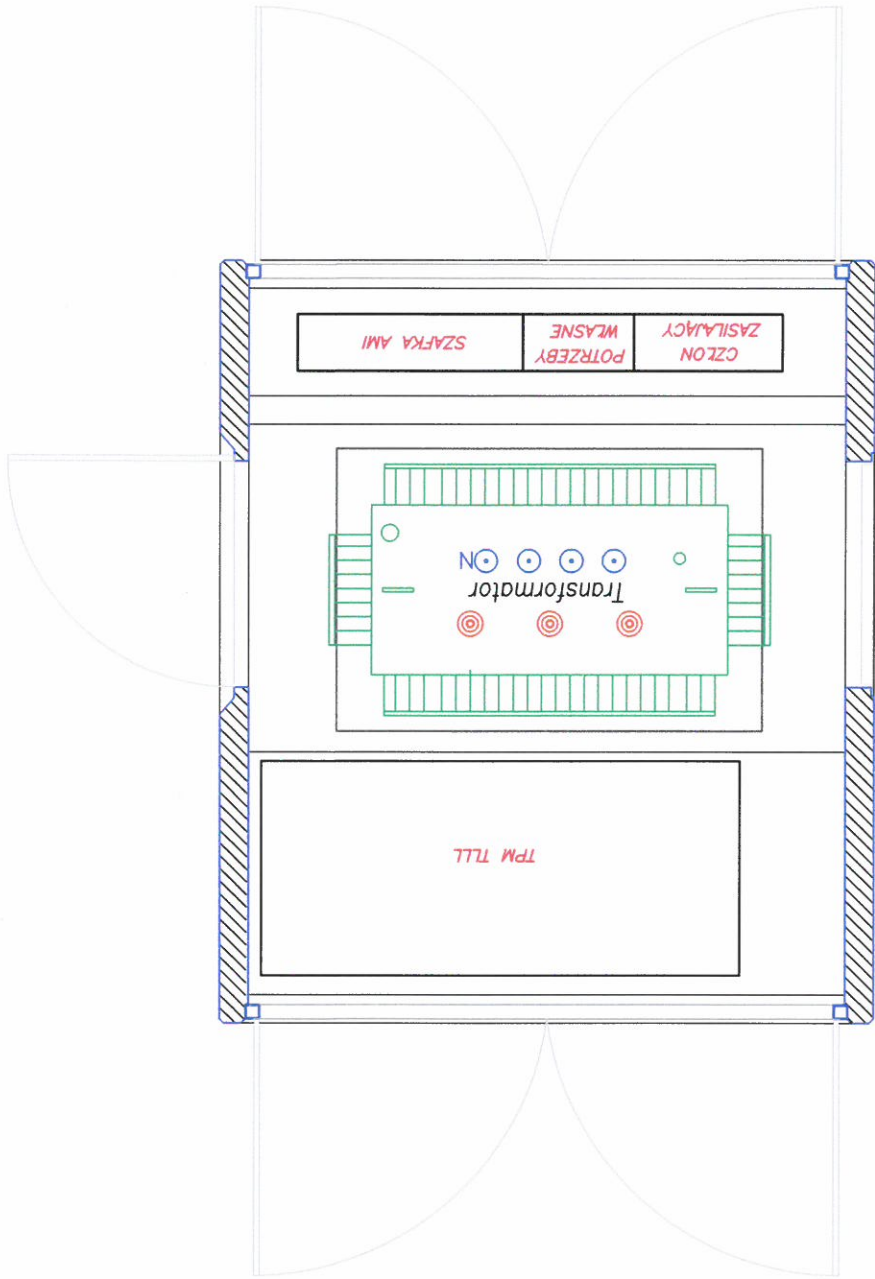 TPM TLLL
Transformator
N
CZŁON
ZASILAJĄCY
POTRZEBY
WŁASNE
SZAFKA AMI